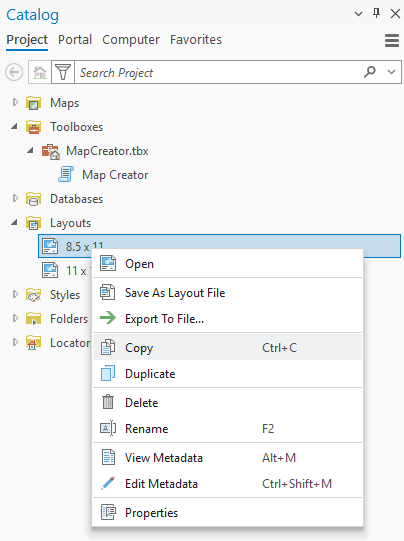 Catalog
Project Portal Computer Favorites
Search Project
Maps
Toolboxes
MapCreator.tbx
Map Creator
Databases
Layouts
8.5 x 11
11 x
Styles
Folders
Locator
Open
Save As Layout File
Export To File...
Copy Ctrl+C
Duplicate
Delete
Rename F2
View Metadata Alt+M
Edit Metadata Ctrl+Shift+M
Properties